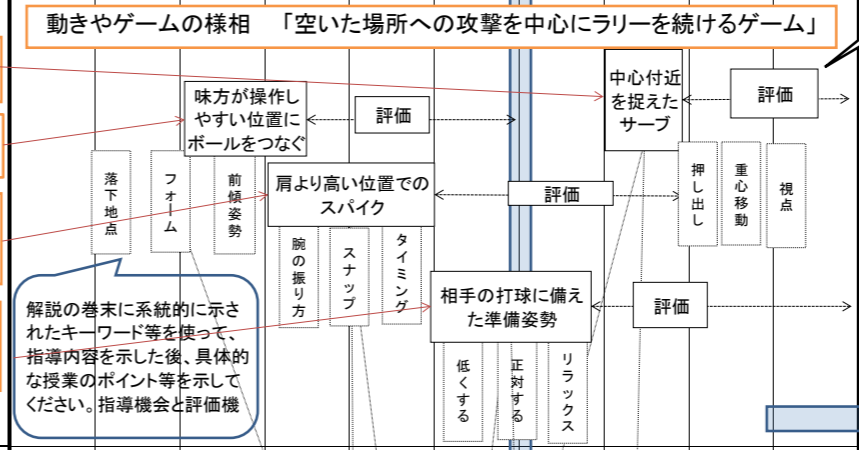 動きやゲームの様相　「空いた場所への攻撃を中心にラリーを続けるゲーム」
味方が操作し
やすい位置に
ボールをつなぐ
評価
中心付近
を捉えた
サーブ
評価
落下地点
フォーム
前傾姿勢
肩より高い位置での
スパイク
評価
押し出し
重心移動
視点
腕の振り方
スナップ
タイミング
相手の打球に備え
た準備姿勢
評価
低くする
正対する
リラックス
解説の巻末に系統的に示さ
れたキーワード等を使って、
指導内容を示した後、具体的
な授業のポイント等を示して
ください。指導機会と評価機